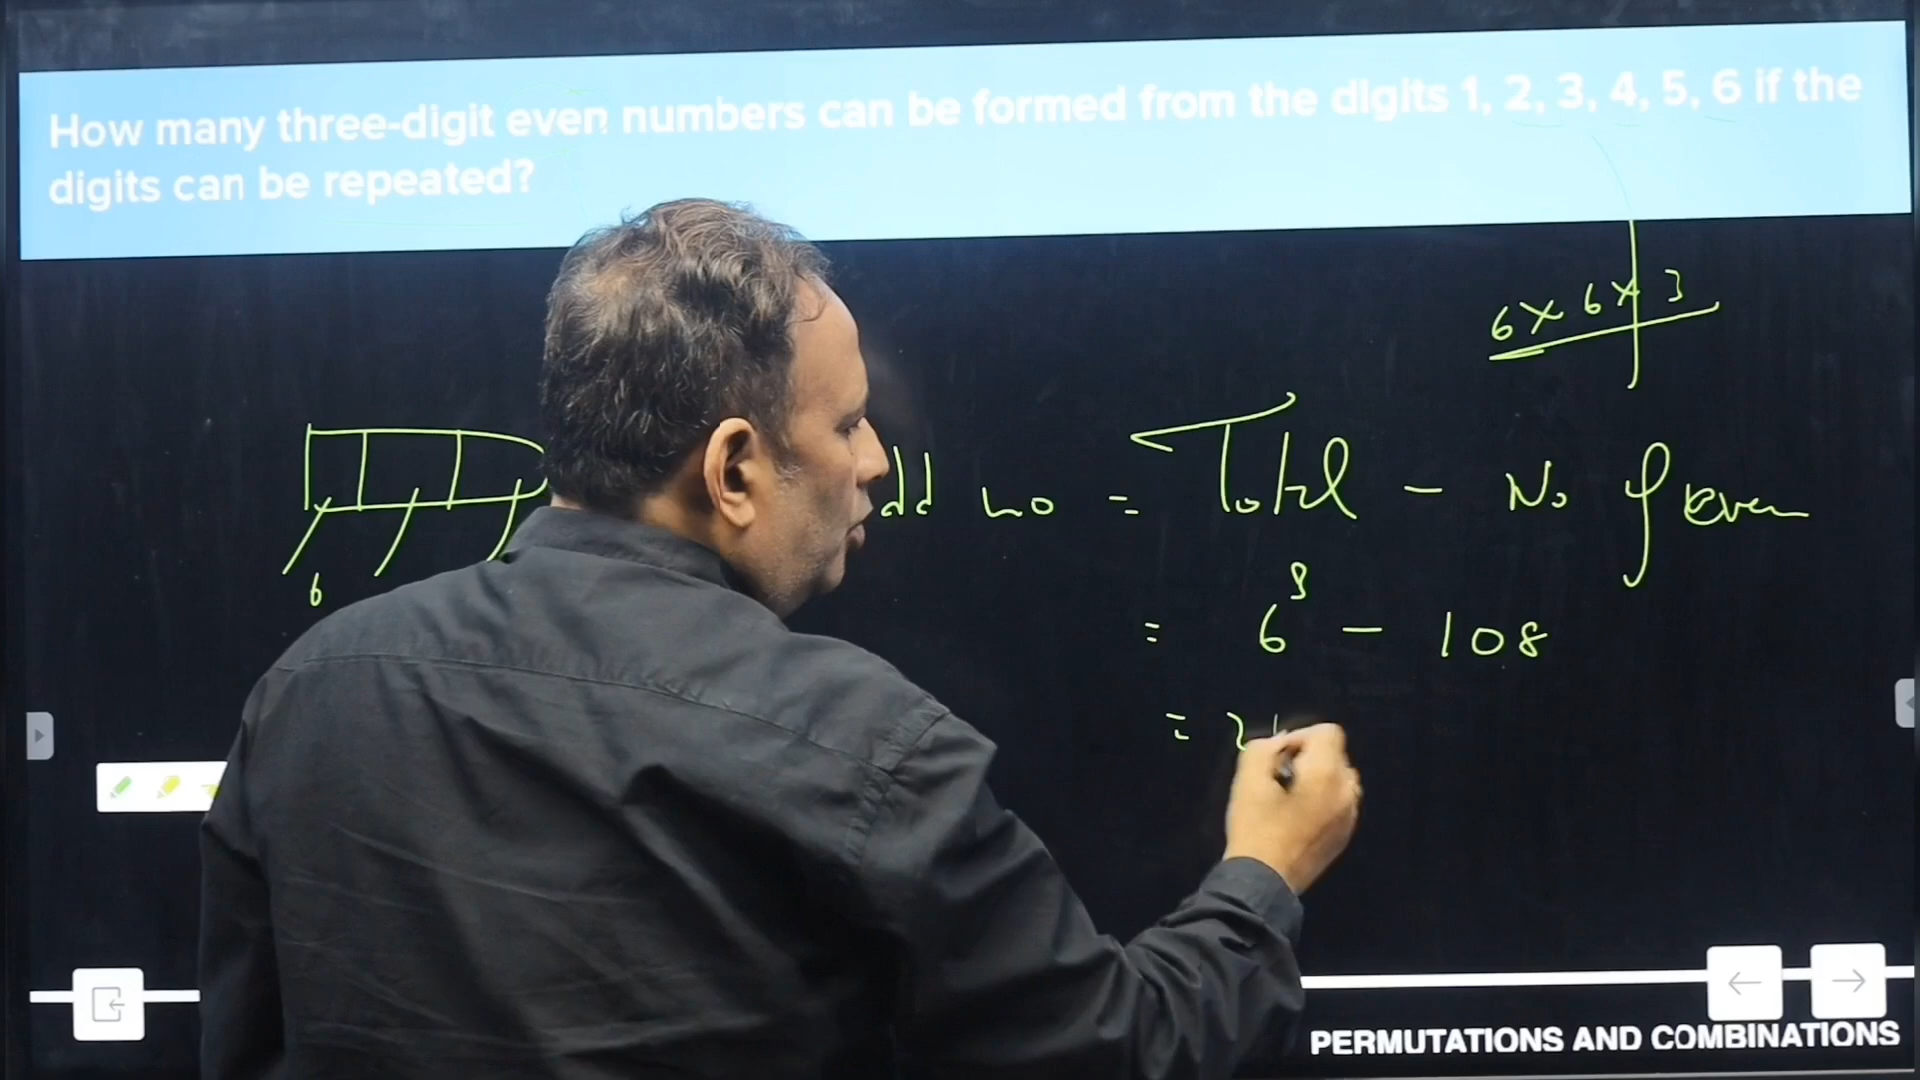 How many three-digit even numbers can be formed from the digits 1, 2, 3, 4, 5, 6 if the
digits can be repeated?
6 × 6 × 3
dd no = Total - No of even
6
= 6³ - 108
= 21
PERMUTATIONS AND COMBINATIONS